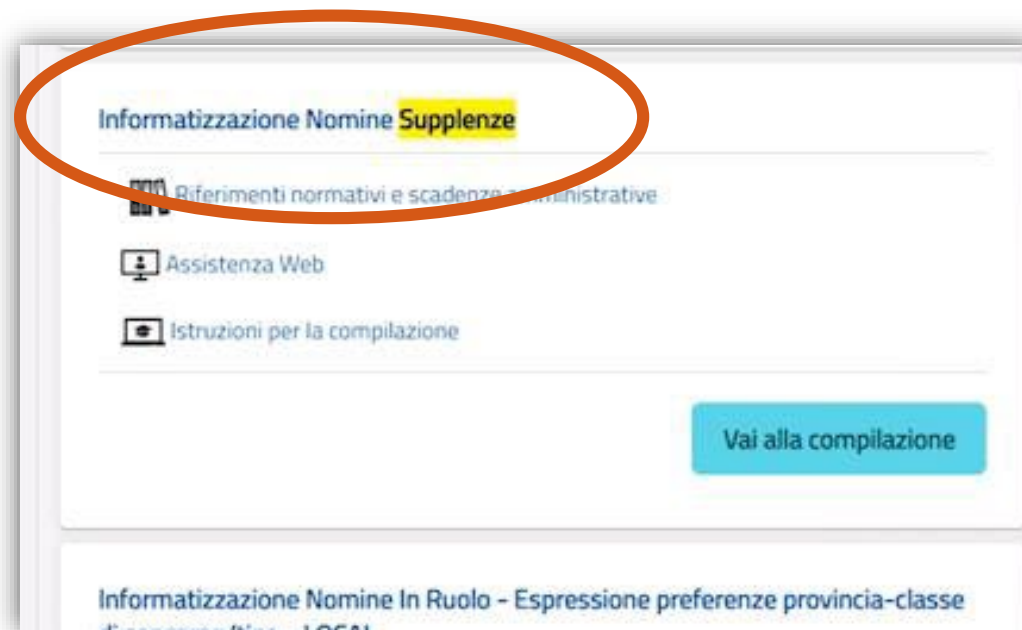 Informatizzazione Nomine Supplenze
Riferimenti normativi e scadenze amministrative
Assistenza Web
Istruzioni per la compilazione
Vai alla compilazione
Informatizzazione Nomine In Ruolo - Espressione preferenze provincia-classe